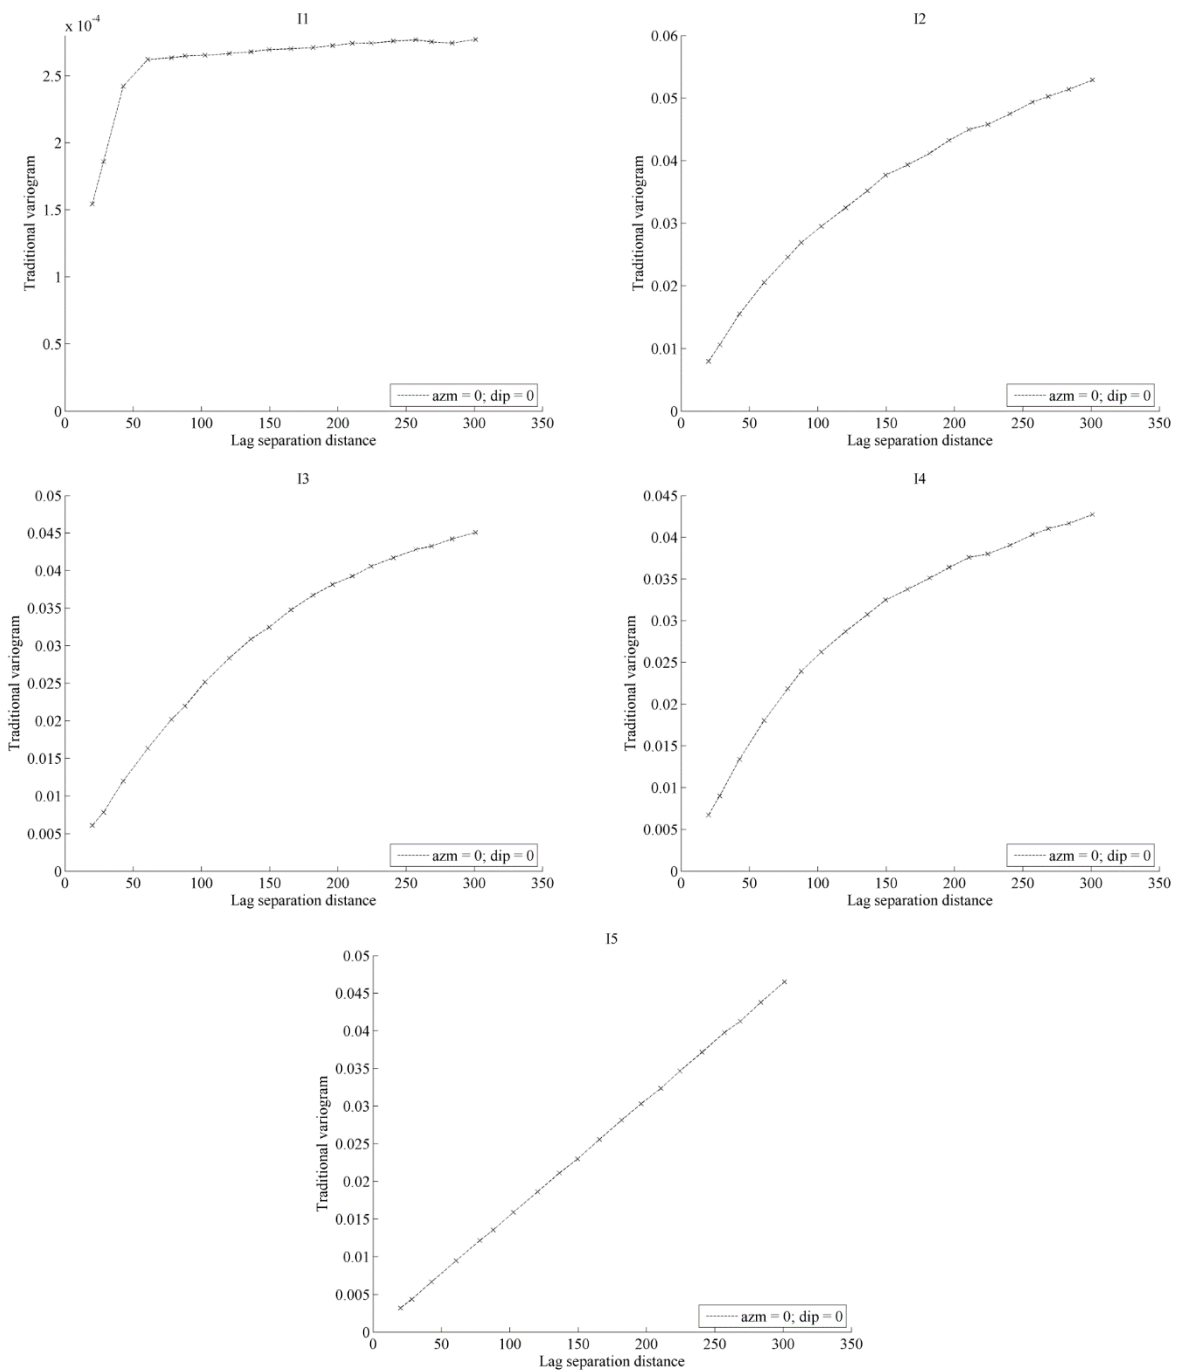 I1
x 10-4
2.5
2
1.5
1
0.5
0
Traditional variogram
0 50 100 150 200 250 300 350
Lag separation distance
azm = 0; dip = 0
I2
0.06
0.05
0.04
0.03
0.02
0.01
0
Traditional variogram
0 50 100 150 200 250 300 350
Lag separation distance
azm = 0; dip = 0
I3
0.05
0.045
0.04
0.035
0.03
0.025
0.02
0.015
0.01
0.005
0
Traditional variogram
0 50 100 150 200 250 300 350
Lag separation distance
azm = 0; dip = 0
I4
0.045
0.04
0.035
0.03
0.025
0.02
0.015
0.01
0.005
0
Traditional variogram
0 50 100 150 200 250 300 350
Lag separation distance
azm = 0; dip = 0
I5
0.05
0.045
0.04
0.035
0.03
0.025
0.02
0.015
0.01
0.005
0
Traditional variogram
0 50 100 150 200 250 300 350
Lag separation distance
azm = 0; dip = 0